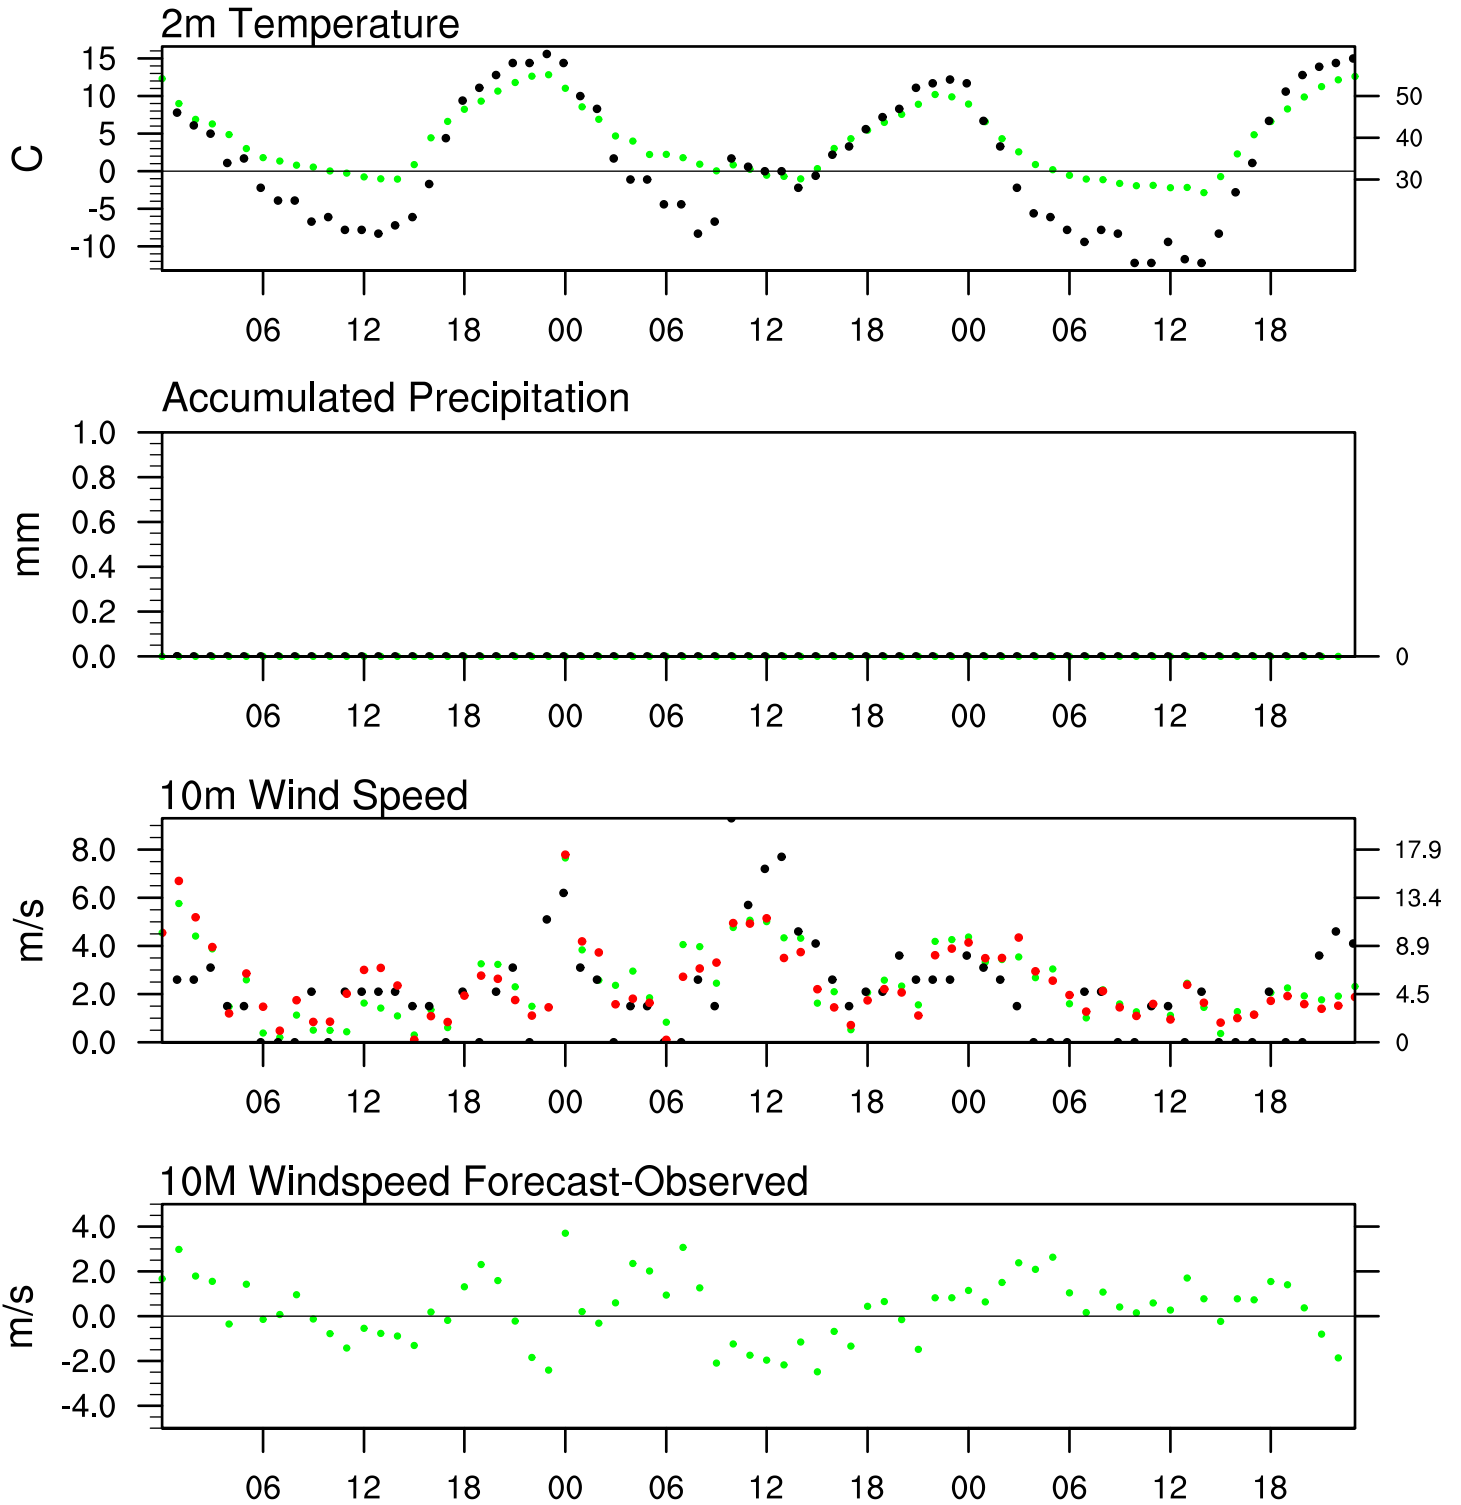 2m Temperature
15
10
5
0
-5
-10
C
50
40
30
06 12 18 00 06 12 18 00 06 12 18
Accumulated Precipitation
1.0
0.8
0.6
0.4
0.2
0.0
mm
0
06 12 18 00 06 12 18 00 06 12 18
10m Wind Speed
8.0
6.0
4.0
2.0
0.0
m/s
17.9
13.4
8.9
4.5
0
06 12 18 00 06 12 18 00 06 12 18
10M Windspeed Forecast-Observed
4.0
2.0
0.0
-2.0
-4.0
m/s
06 12 18 00 06 12 18 00 06 12 18